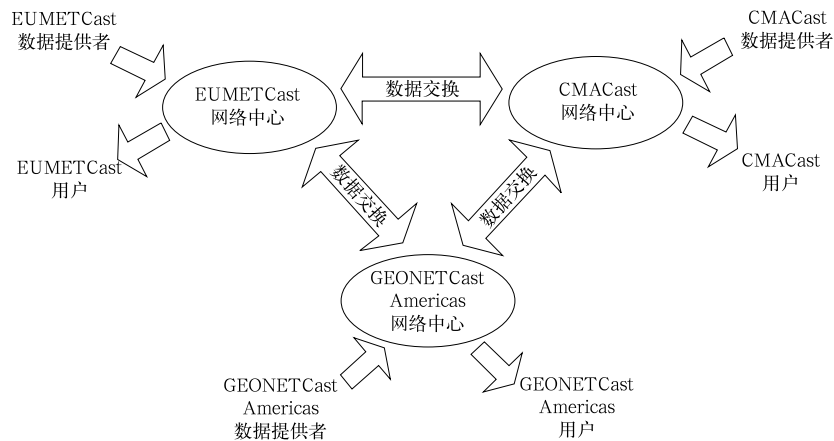 EUMETCast
数据提供者
CMACast
数据提供者
EUMETCast
网络中心
数据交换
CMACast
网络中心
EUMETCast
用户
CMACast
用户
数据交换
数据交换
GEONETCast
Americas
网络中心
GEONETCast
Americas
数据提供者
GEONETCast
Americas
用户